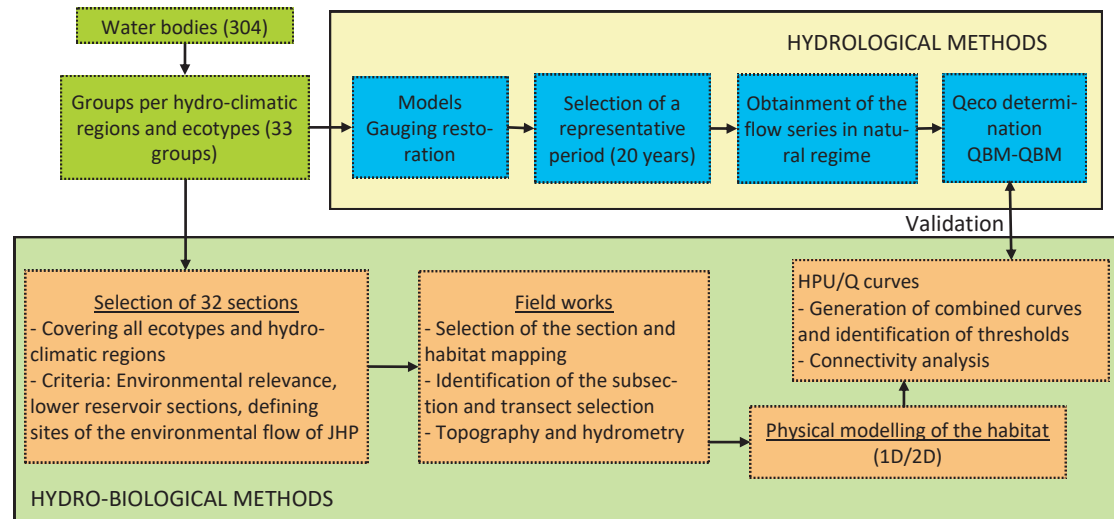 Water bodies (304)
Groups per hydro-climatic
regions and ecotypes (33
groups)
HYDROLOGICAL METHODS
Models
Gauging resto-
ration
Selection of a
representative
period (20 years)
Obtainment of the
flow series in natu-
ral regime
Qeco determi-
nation
QBM-QBM
Validation
Selection of 32 sections
- Covering all ecotypes and hydro-
climatic regions
- Criteria: Environmental relevance,
lower reservoir sections, defining
sites of the environmental flow of JHP
Field works
- Selection of the section and
habitat mapping
- Identification of the subsec-
tion and transect selection
- Topography and hydrometry
HPU/Q curves
- Generation of combined curves
and identification of thresholds
- Connectivity analysis
Physical modelling of the habitat
(1D/2D)
HYDRO-BIOLOGICAL METHODS